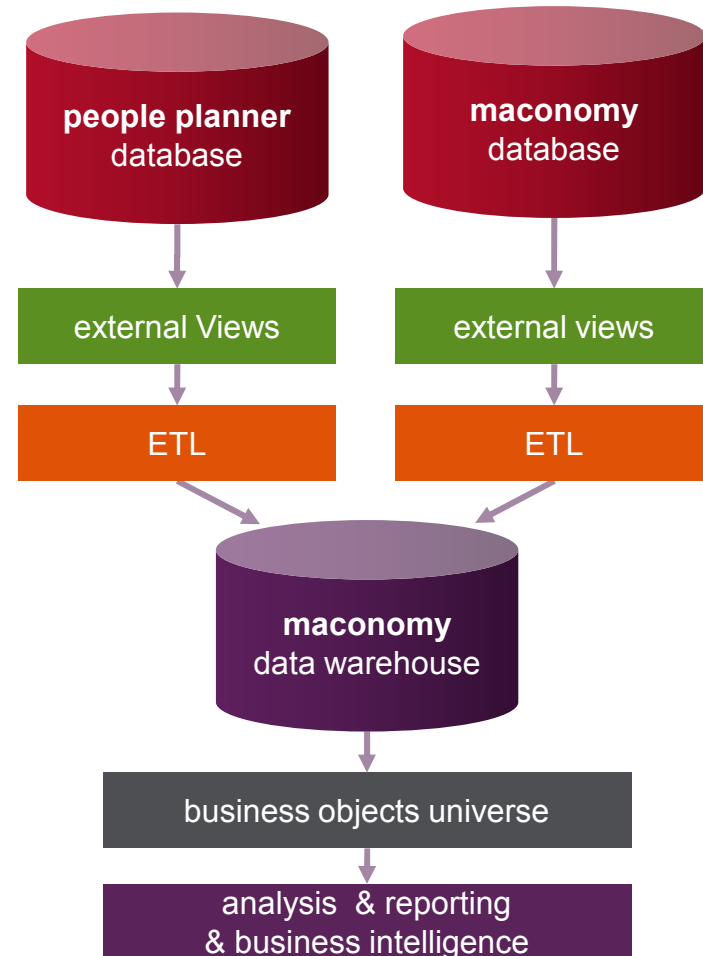 people planner
database
maconomy
database
external Views
external views
ETL
ETL
maconomy
data warehouse
business objects universe
analysis & reporting
& business intelligence